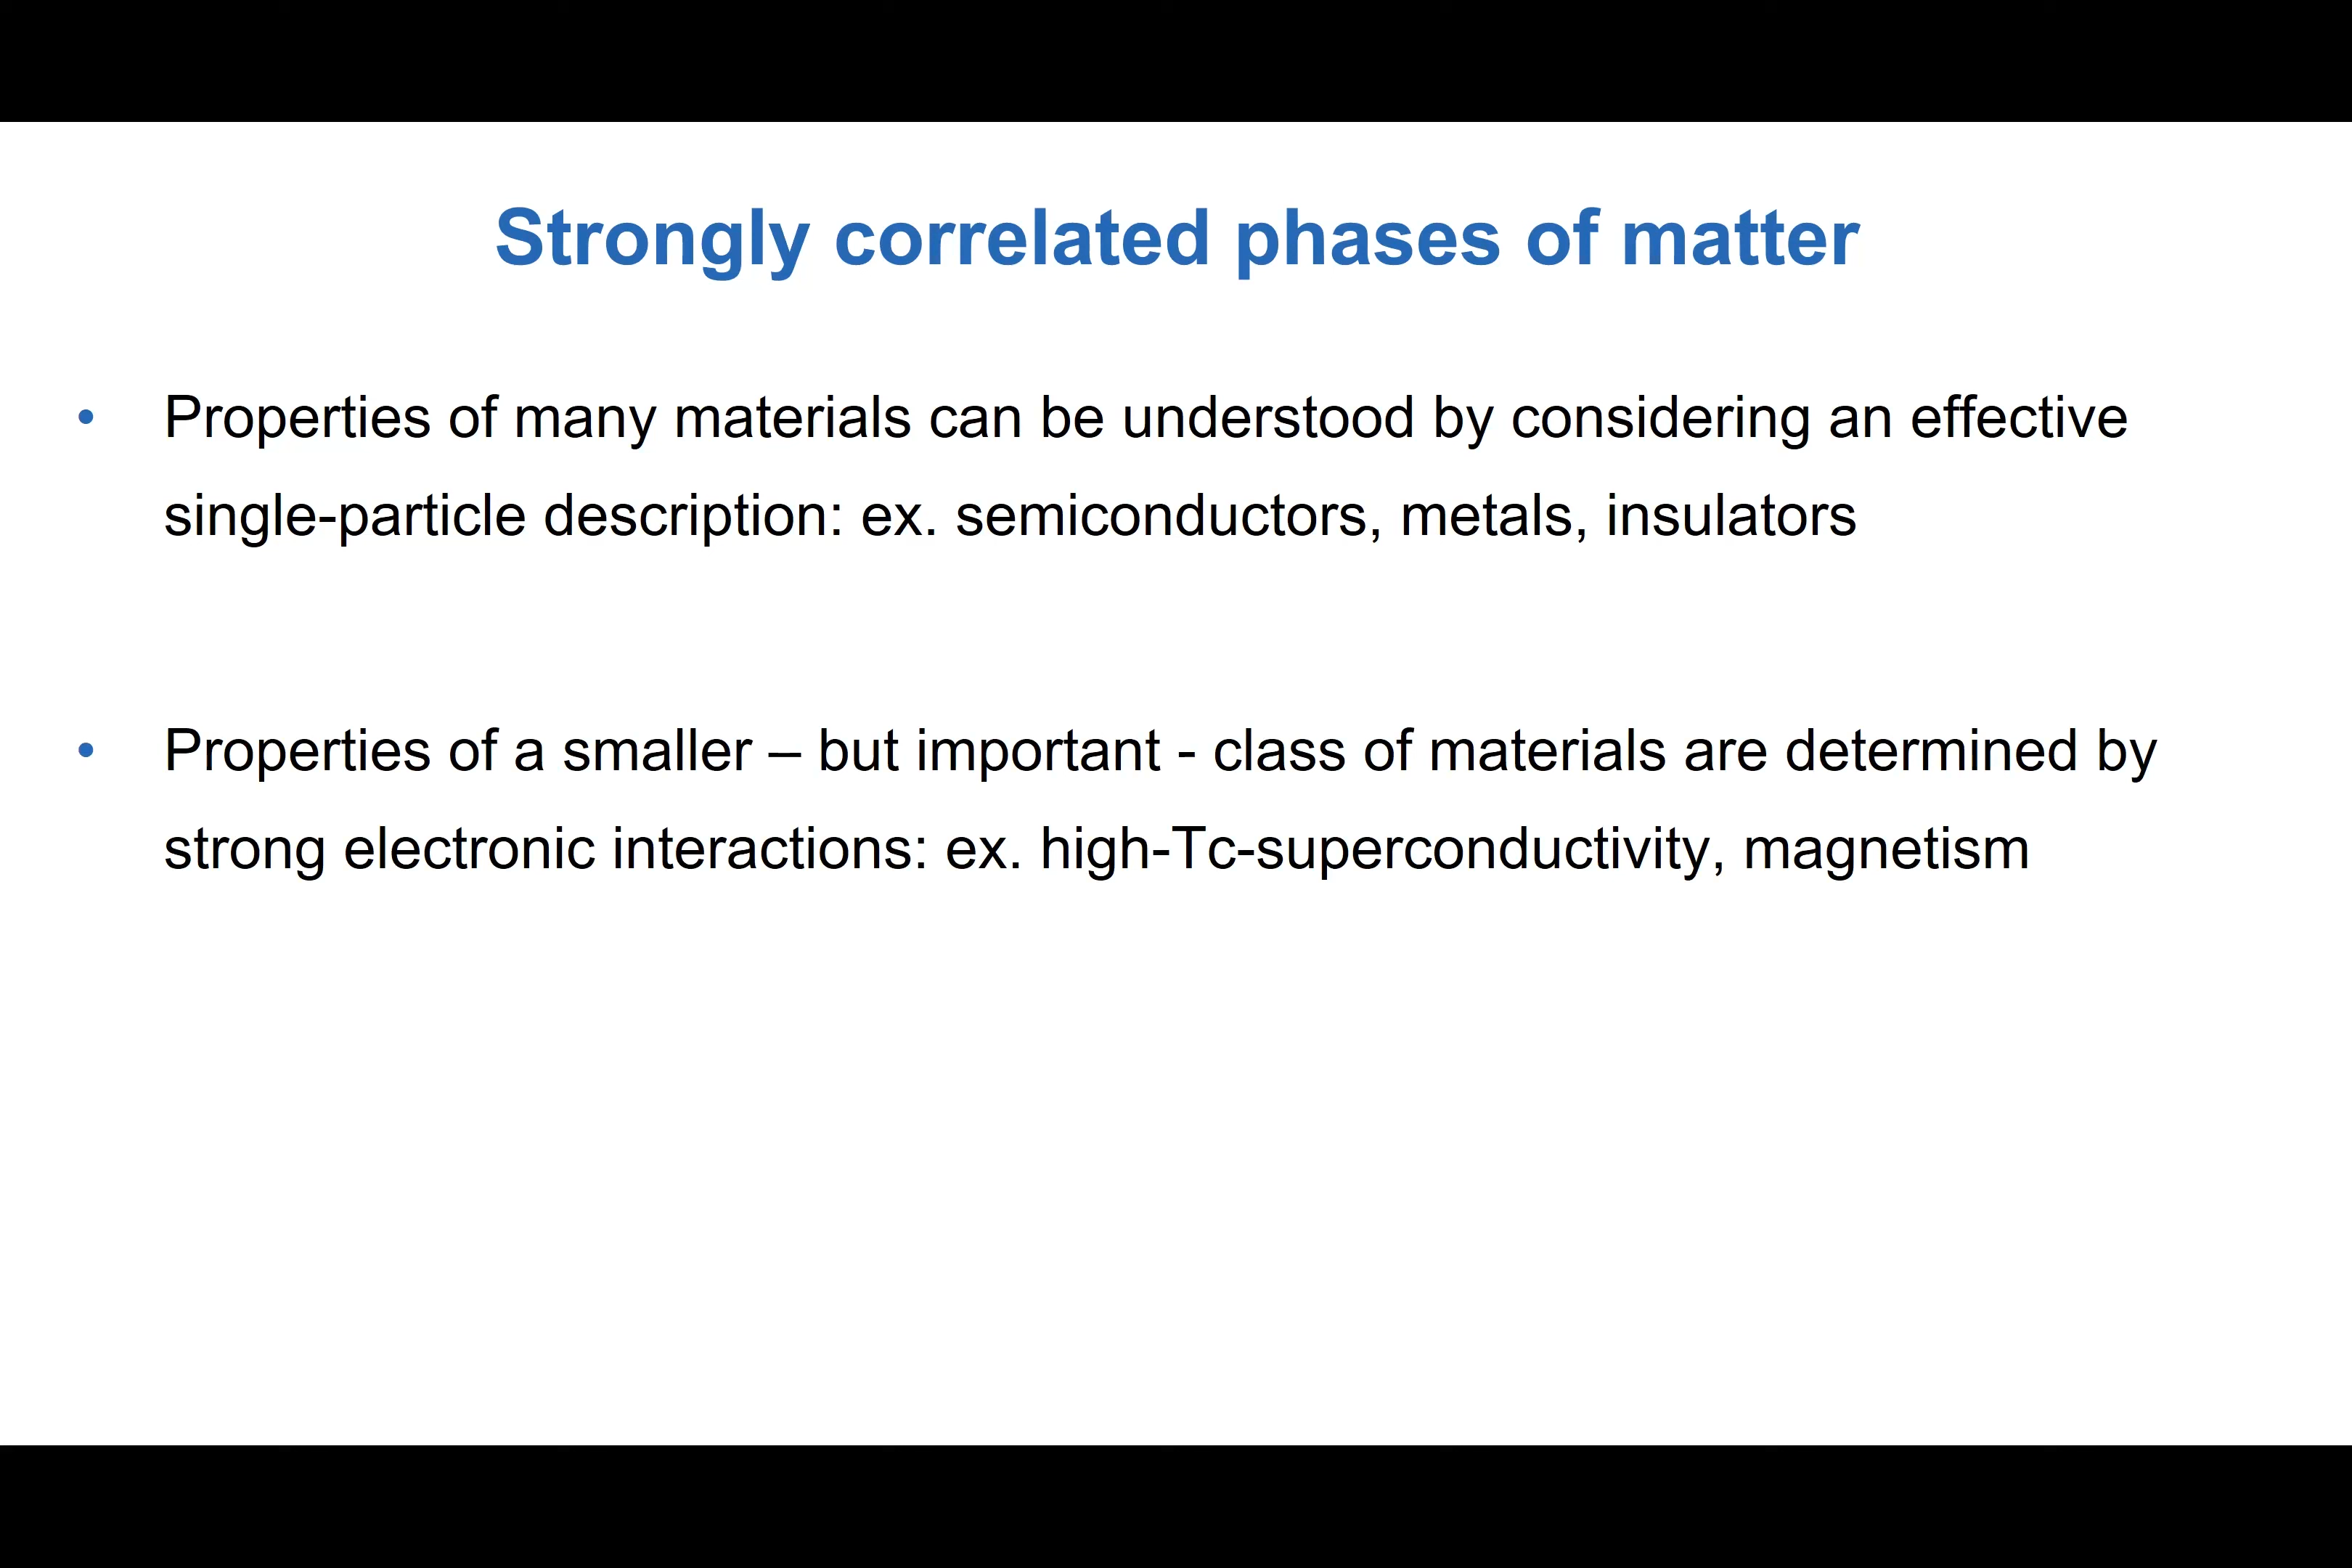 Strongly correlated phases of matter
• Properties of many materials can be understood by considering an effective
single-particle description: ex. semiconductors, metals, insulators
• Properties of a smaller – but important - class of materials are determined by
strong electronic interactions: ex. high-Tc-superconductivity, magnetism